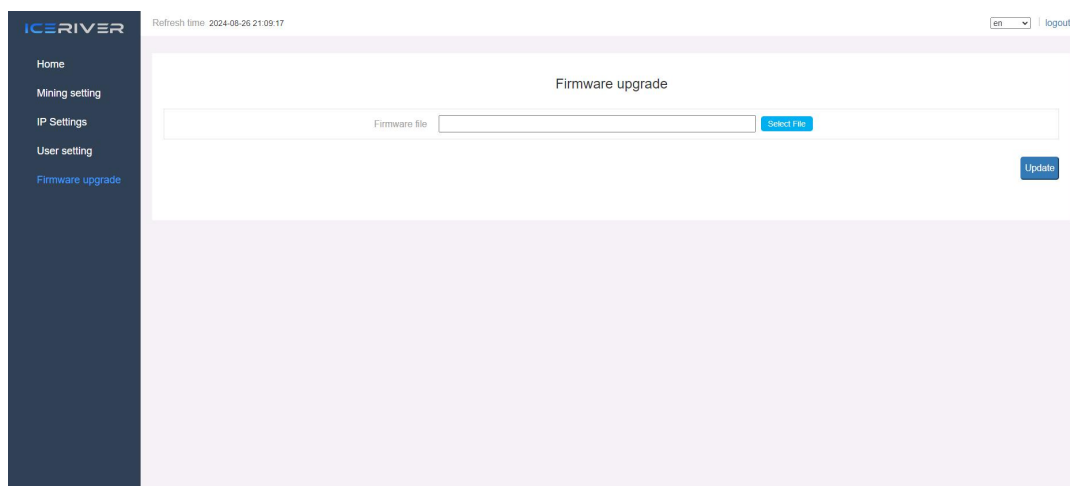 ICERIVER
Refresh time 2024-08-26 21:09:17
en
logout
Home
Mining setting
IP Settings
User setting
Firmware upgrade
Firmware upgrade
Firmware file
Select File
Update